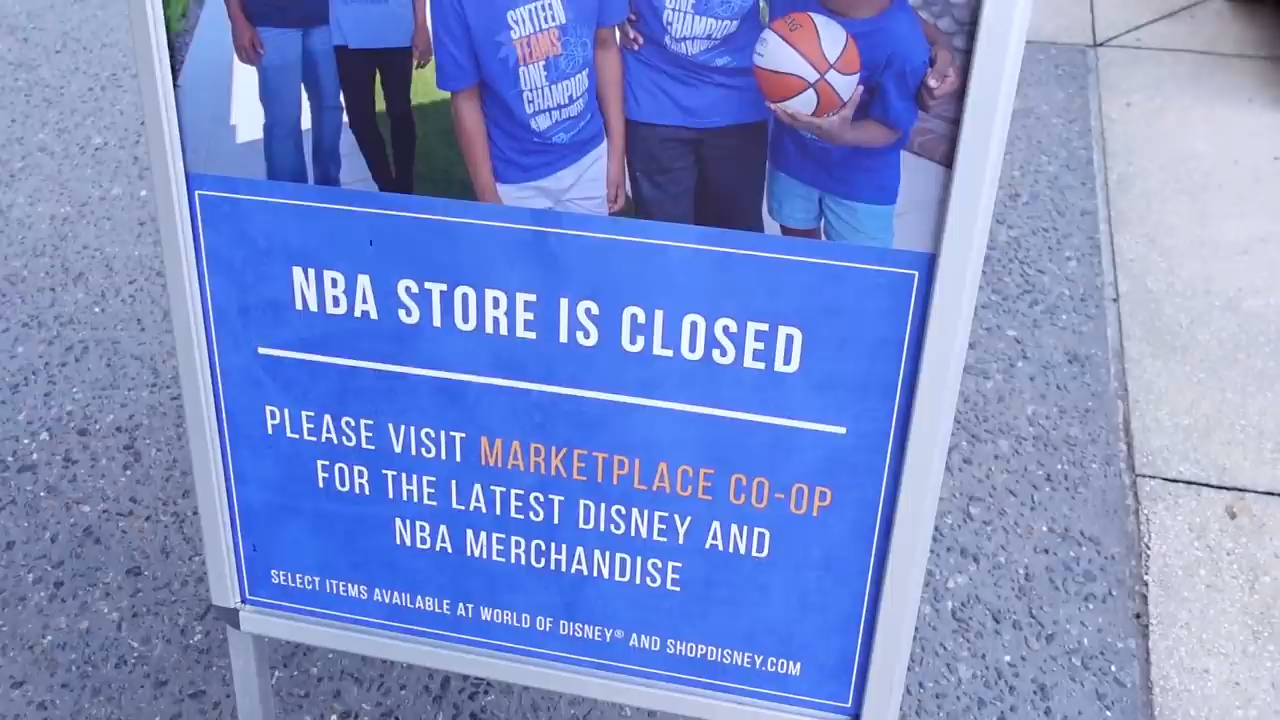 SIXTEEN
TEAMS
ONE
CHAMPION
NBA PLAYOFFS
ONE
CHAMPION
NBA STORE IS CLOSED
PLEASE VISIT MARKETPLACE CO-OP
FOR THE LATEST DISNEY AND
NBA MERCHANDISE
SELECT ITEMS AVAILABLE AT WORLD OF DISNEY® AND SHOPDISNEY.COM